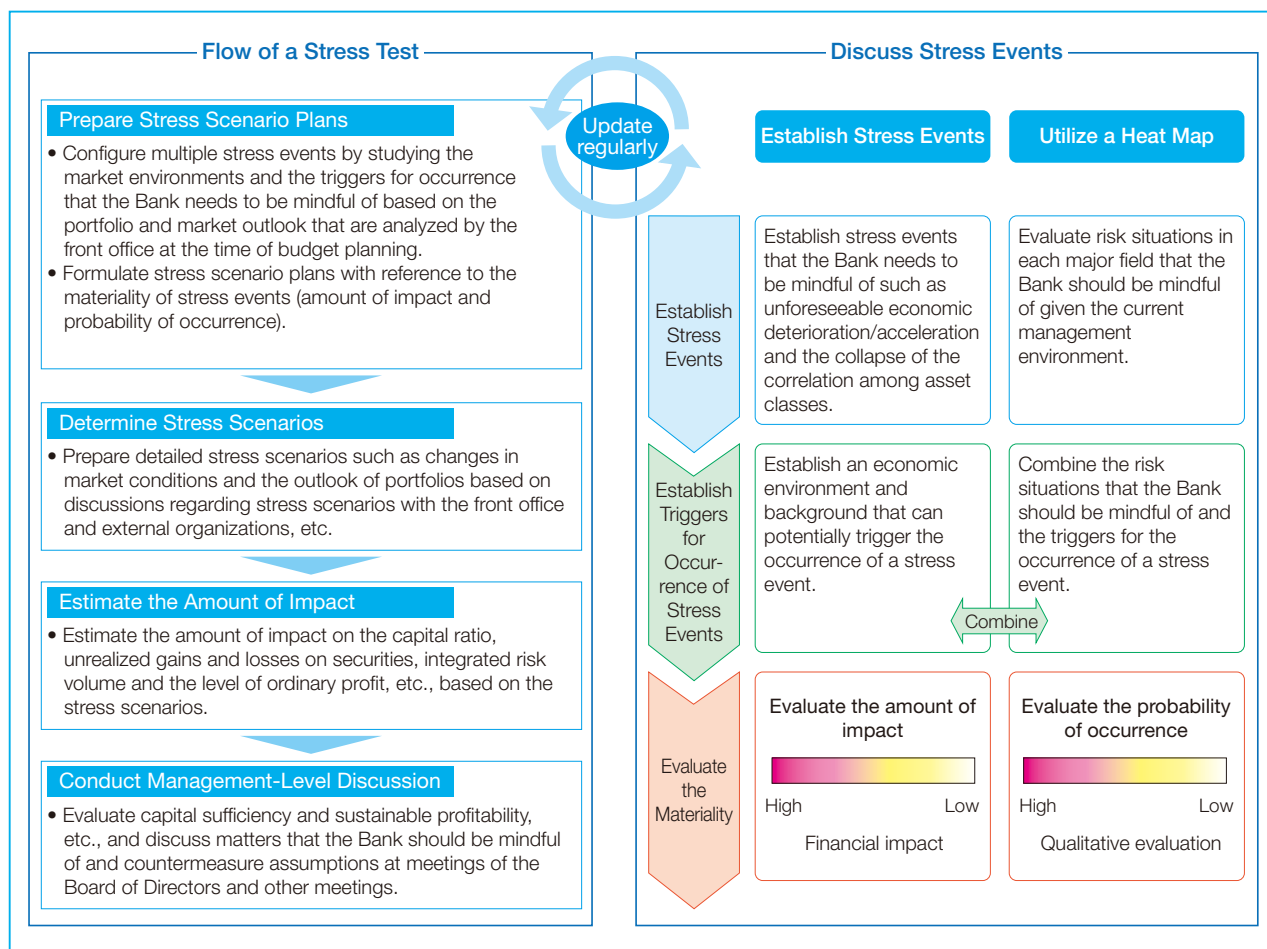 Flow of a Stress Test
Prepare Stress Scenario Plans
• Configure multiple stress events by studying the
market environments and the triggers for occurrence
that the Bank needs to be mindful of based on the
portfolio and market outlook that are analyzed by the
front office at the time of budget planning.
• Formulate stress scenario plans with reference to the
materiality of stress events (amount of impact and
probability of occurrence).
Determine Stress Scenarios
• Prepare detailed stress scenarios such as changes in
market conditions and the outlook of portfolios based on
discussions regarding stress scenarios with the front office
and external organizations, etc.
Estimate the Amount of Impact
• Estimate the amount of impact on the capital ratio,
unrealized gains and losses on securities, integrated risk
volume and the level of ordinary profit, etc., based on the
stress scenarios.
Conduct Management-Level Discussion
• Evaluate capital sufficiency and sustainable profitability,
etc., and discuss matters that the Bank should be mindful
of and countermeasure assumptions at meetings of the
Board of Directors and other meetings.
Update
regularly
Discuss Stress Events
Establish Stress Events
Utilize a Heat Map
Establish
Stress
Events
Establish stress events
that the Bank needs to
be mindful of such as
unforeseeable economic
deterioration/acceleration
and the collapse of the
correlation among asset
classes.
Evaluate risk situations in
each major field that the
Bank should be mindful
of given the current
management
environment.
Establish
Triggers
for
Occur-
rence of
Stress
Events
Establish an economic
environment and
background that can
potentially trigger the
occurrence of a stress
event.
Combine the risk
situations that the Bank
should be mindful of and
the triggers for the
occurrence of a stress
event.
Combine
Evaluate
the
Materiality
Evaluate the amount of
impact
High Low
Financial impact
Evaluate the probability
of occurrence
High Low
Qualitative evaluation